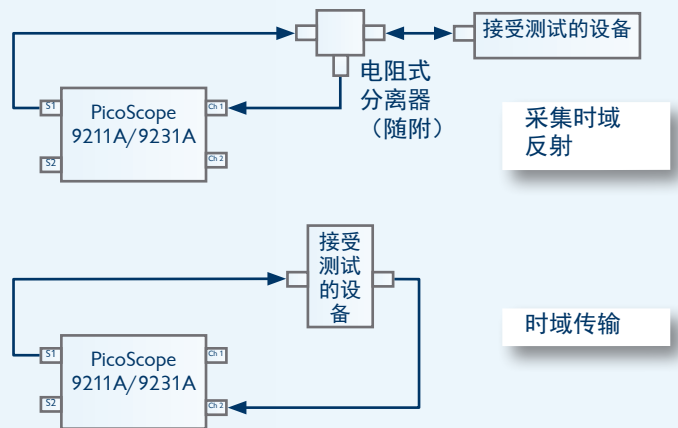 接受测试的设备
电阻式
分离器
（随附）
S1
PicoScope
9211A/9231A
Ch 1
S2
Ch 2
采集时域
反射
接受
测试
的设
备
S1
PicoScope
9211A/9231A
Ch 1
S2
Ch 2
时域传输